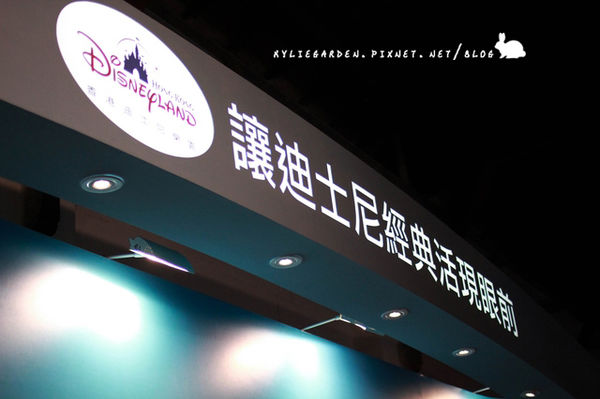 KYLIEGARDEN.PIXNET.NET/BLOG
HONG KONG
DISNEYLAND
香港迪士尼樂園
讓迪士尼經典活現眼前